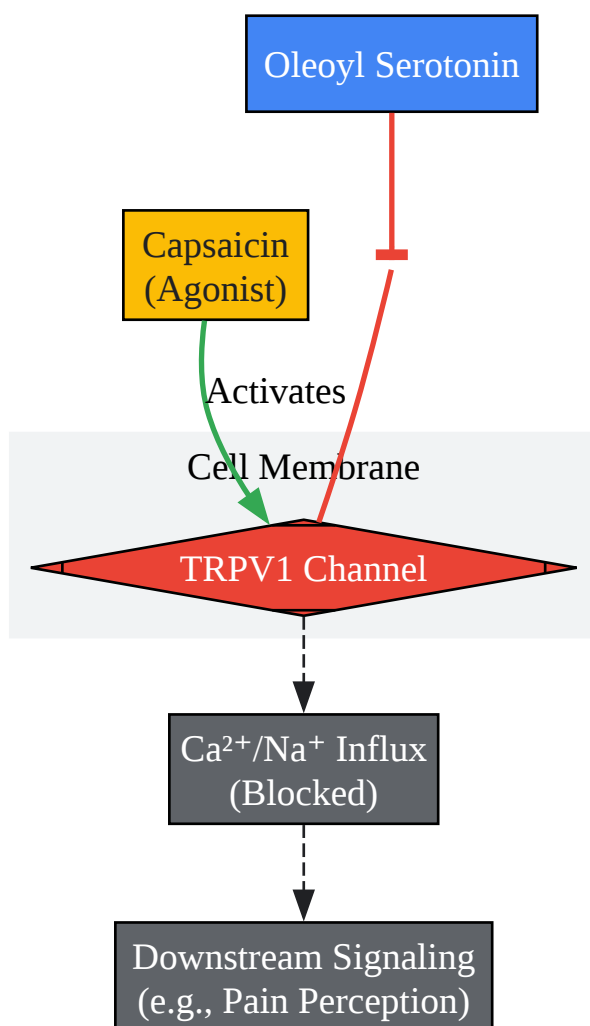 Oleoyl Serotonin
Capsaicin
(Agonist)
Activates
Cell Membrane
TRPV1 Channel
Ca²⁺/Na⁺ Influx
(Blocked)
Downstream Signaling
(e.g., Pain Perception)